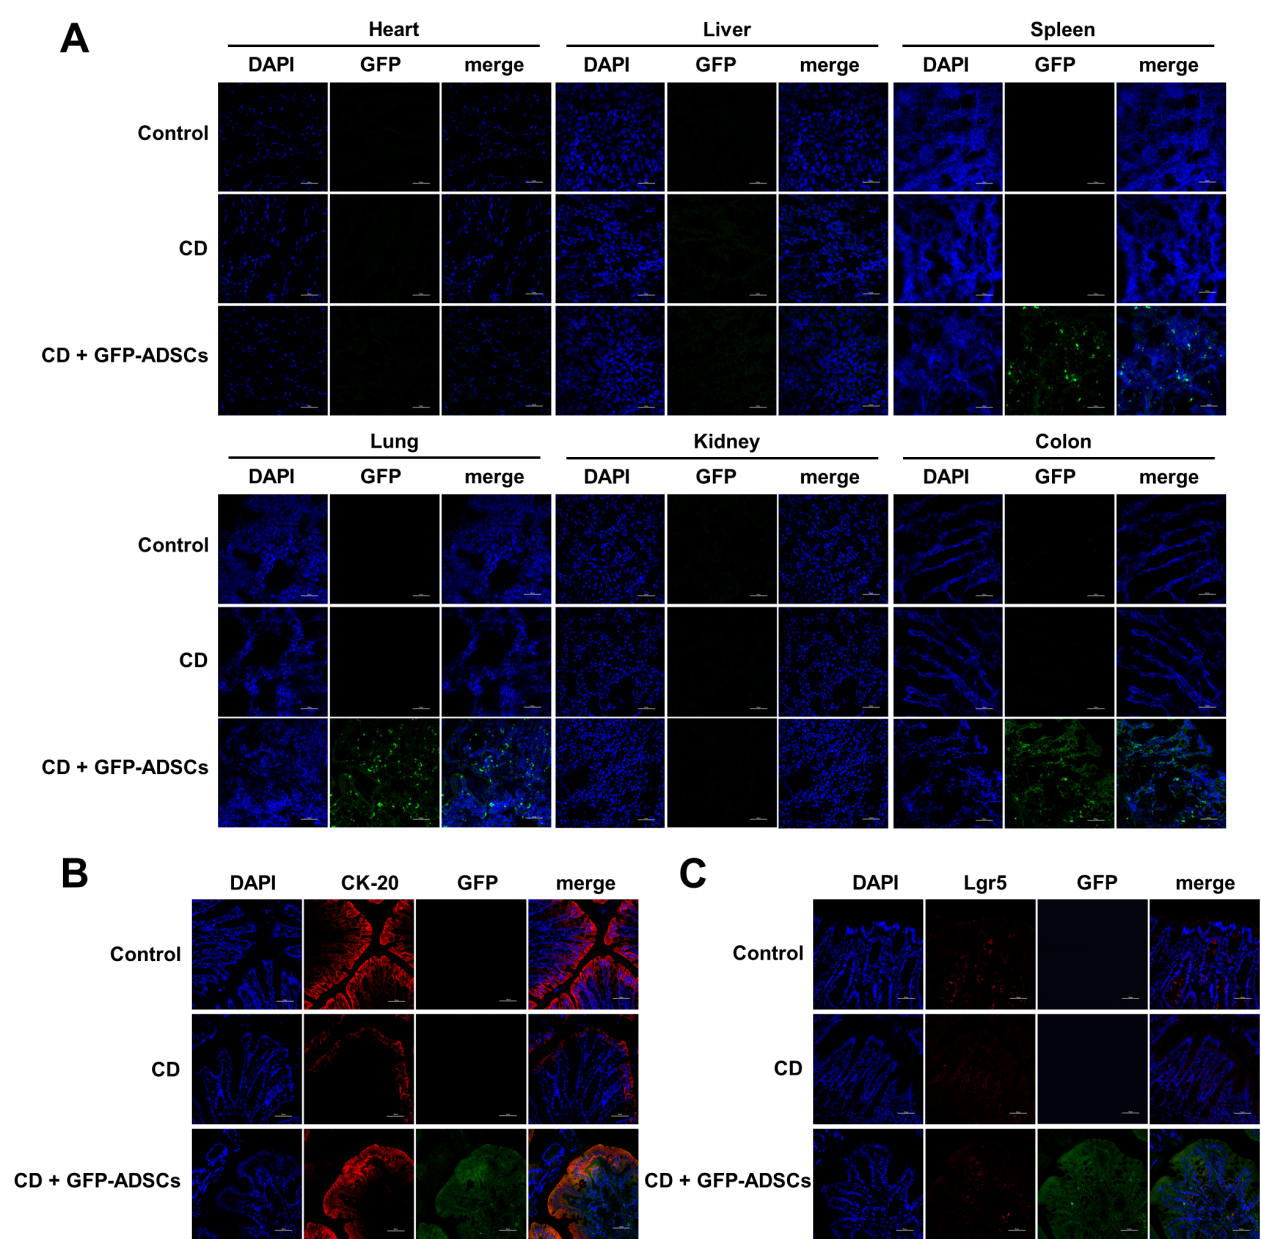 A
Heart Liver Spleen
DAPI GFP merge DAPI GFP merge DAPI GFP merge
Control
CD
CD + GFP-ADSCs
Lung Kidney Colon
DAPI GFP merge DAPI GFP merge DAPI GFP merge
Control
CD
CD + GFP-ADSCs
B
DAPI CK-20 GFP merge
Control
CD
CD + GFP-ADSCs
C
DAPI Lgr5 GFP merge
Control
CD
CD + GFP-ADSCs